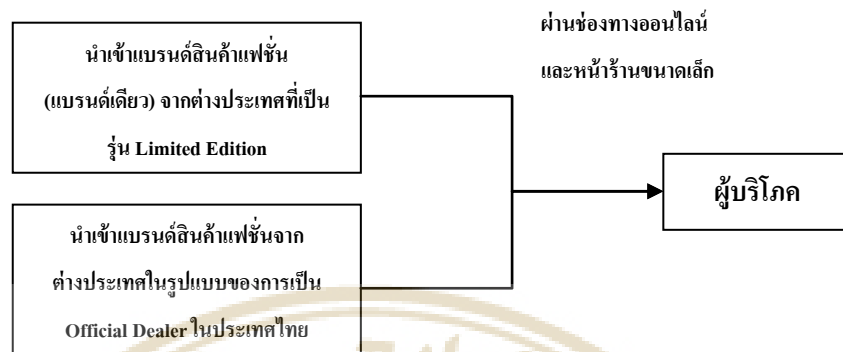 นำเข้าแบรนด์สินค้าแฟชั่น
(แบรนด์เดียว) จากต่างประเทศที่เป็น
รุ่น Limited Edition
ผ่านช่องทางออนไลน์
และหน้าร้านขนาดเล็ก
ผู้บริโภค
นำเข้าแบรนด์สินค้าแฟชั่นจาก
ต่างประเทศในรูปแบบของการเป็น
Official Dealer ในประเทศไทย